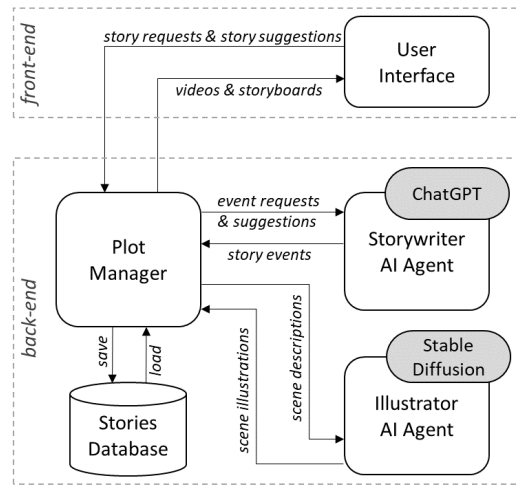 front-end
story requests & story suggestions
videos & storyboards
User
Interface
back-end
Plot
Manager
event requests
& suggestions
story events
ChatGPT
Storywriter
AI Agent
save
load
scene illustrations
scene descriptions
Stable
Diffusion
Illustrator
AI Agent
Stories
Database